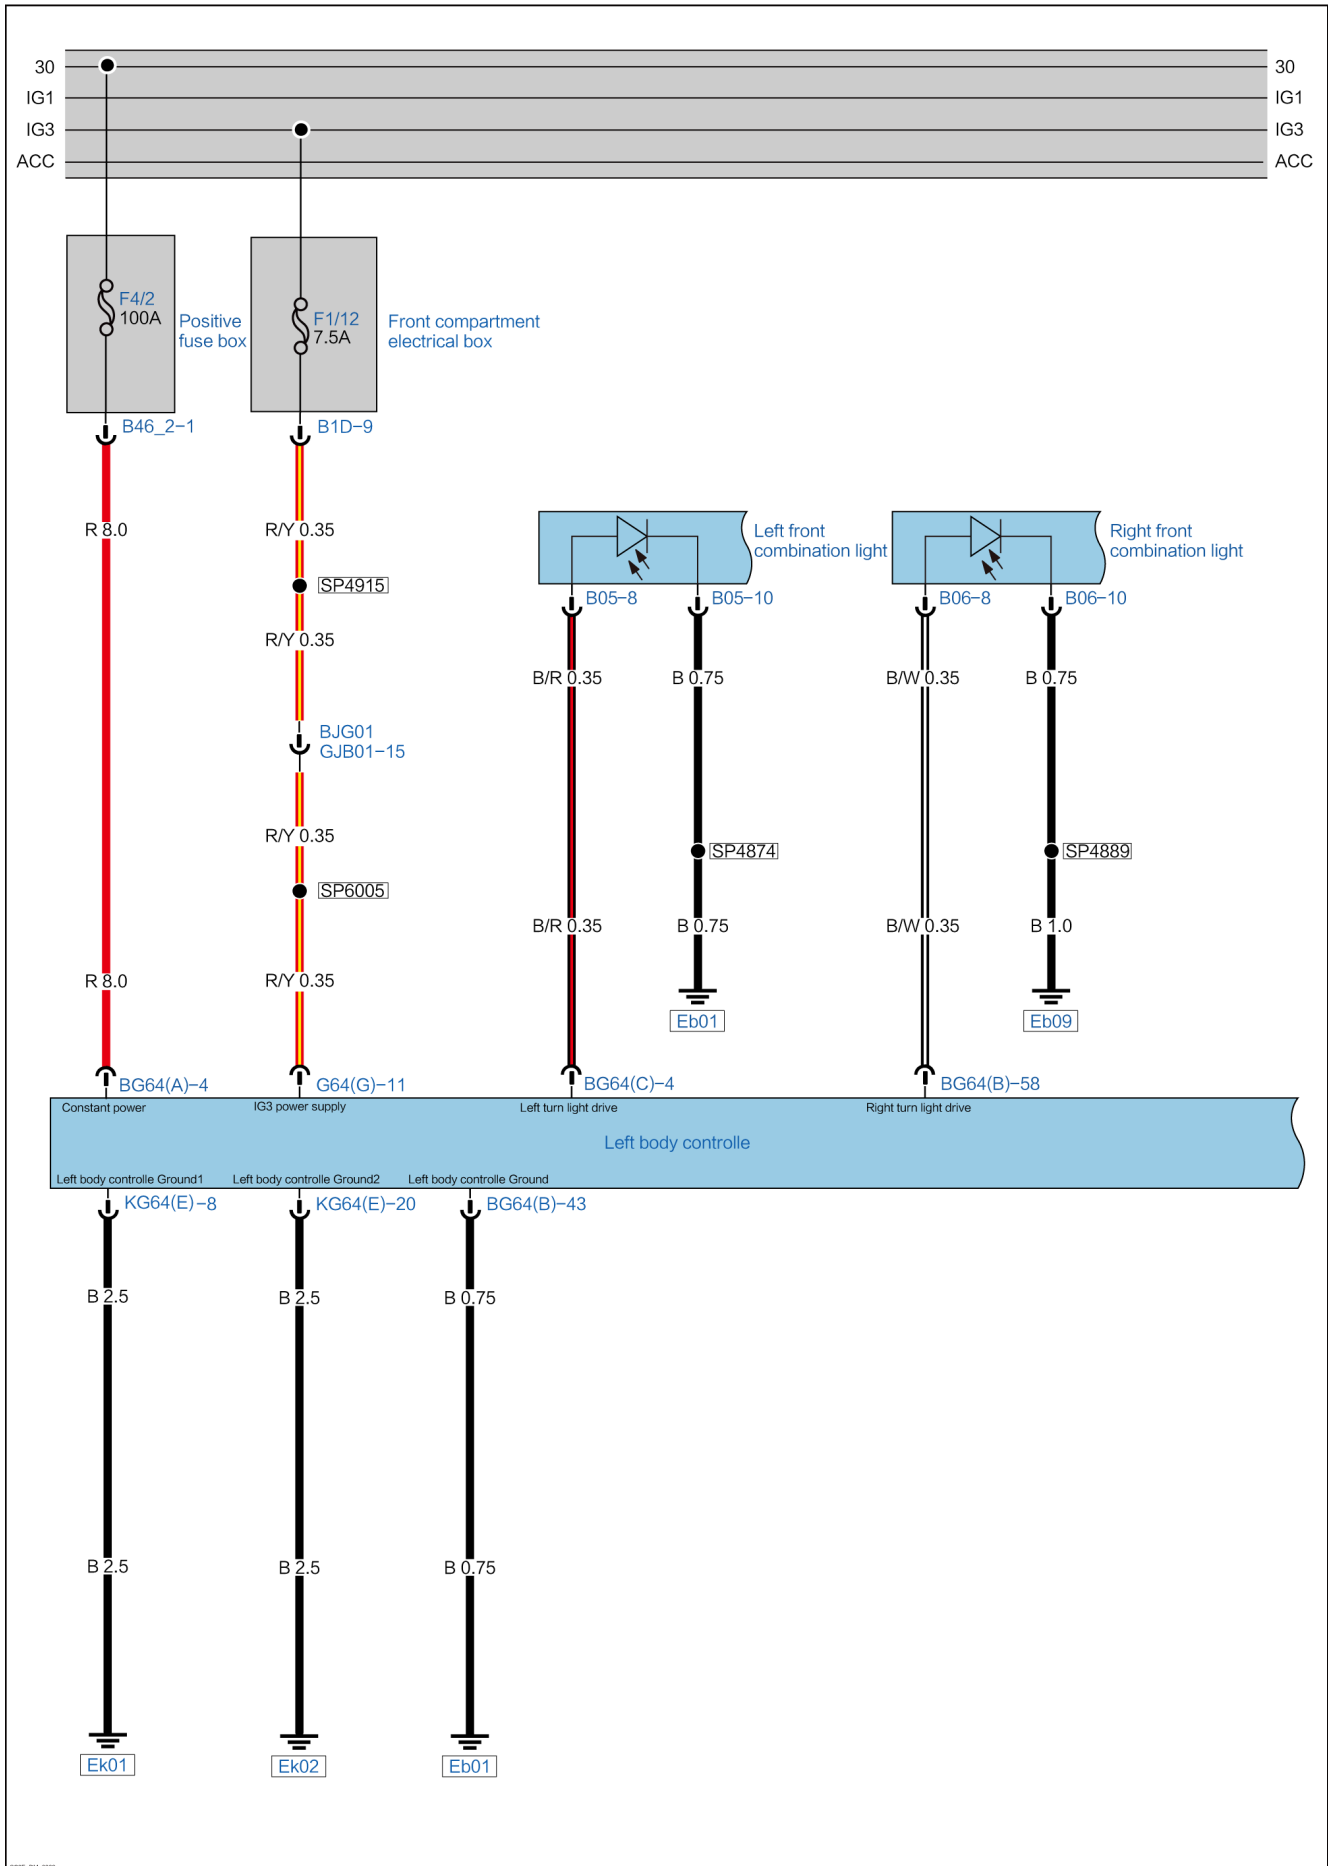 30
30
IG1
IG1
IG3
IG3
ACC
ACC
F4/2
100A
Positive
fuse box
F1/12
7.5A
Front compartment
electrical box
B46_2-1
B1D-9
R 8.0
R/Y 0.35
Left front
combination light
Right front
combination light
SP4915
B05-8
B05-10
B06-8
B06-10
R/Y 0.35
B/R 0.35
B 0.75
B/W 0.35
B 0.75
BJG01
GJB01-15
R/Y 0.35
SP4874
SP4889
SP6005
B/R 0.35
B 0.75
B/W 0.35
B 1.0
R 8.0
R/Y 0.35
Eb01
Eb09
BG64(A)-4
G64(G)-11
BG64(C)-4
BG64(B)-58
Constant power
IG3 power supply
Left turn light drive
Right turn light drive
Left body controlle
Left body controlle Ground1
Left body controlle Ground2
Left body controlle Ground
KG64(E)-8
KG64(E)-20
BG64(B)-43
B 2.5
B 2.5
B 0.75
B 2.5
B 2.5
B 0.75
Ek01
Ek02
Eb01